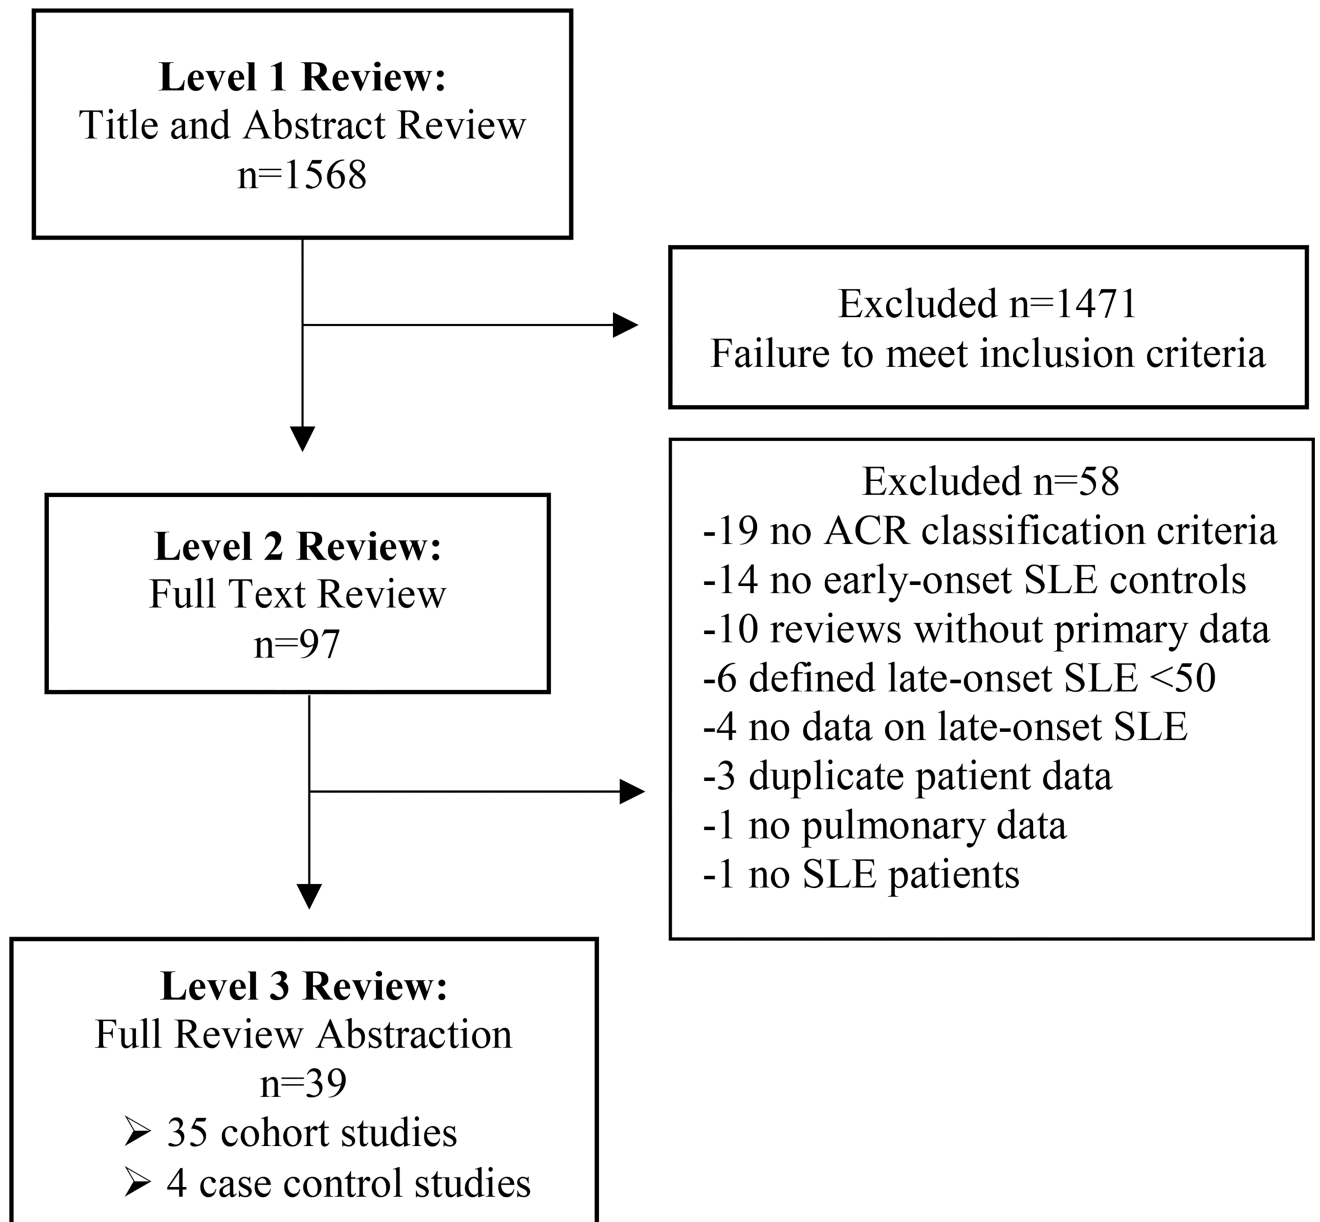 Level 1 Review:
Title and Abstract Review
n=1568
Excluded n=1471
Failure to meet inclusion criteria
Level 2 Review:
Full Text Review
n=97
Excluded n=58
-19 no ACR classification criteria
-14 no early-onset SLE controls
-10 reviews without primary data
-6 defined late-onset SLE <50
-4 no data on late-onset SLE
-3 duplicate patient data
-1 no pulmonary data
-1 no SLE patients
Level 3 Review:
Full Review Abstraction
n=39
➢ 35 cohort studies
➢ 4 case control studies